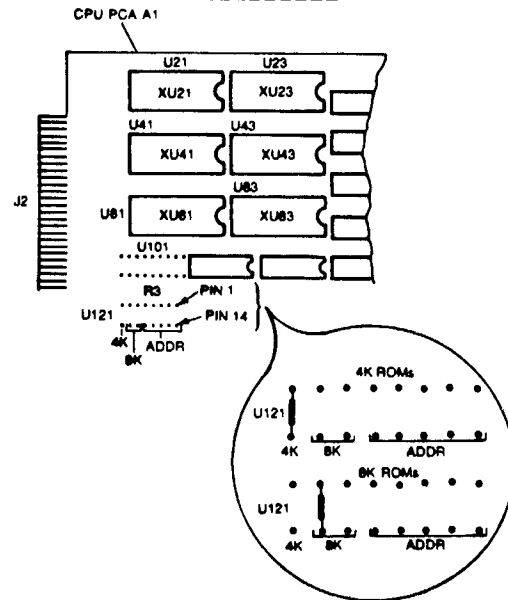 CPU PCA A1
U21 U23
XU21 XU23
U41 U43
XU41 XU43
J2
U63
U61 XU61 XU63
U101
R3 PIN 1
U121 PIN 14
4K 8K ADDR
4K ROMs
U121
4K 8K ADDR
8K ROMs
U121
4K 8K ADDR